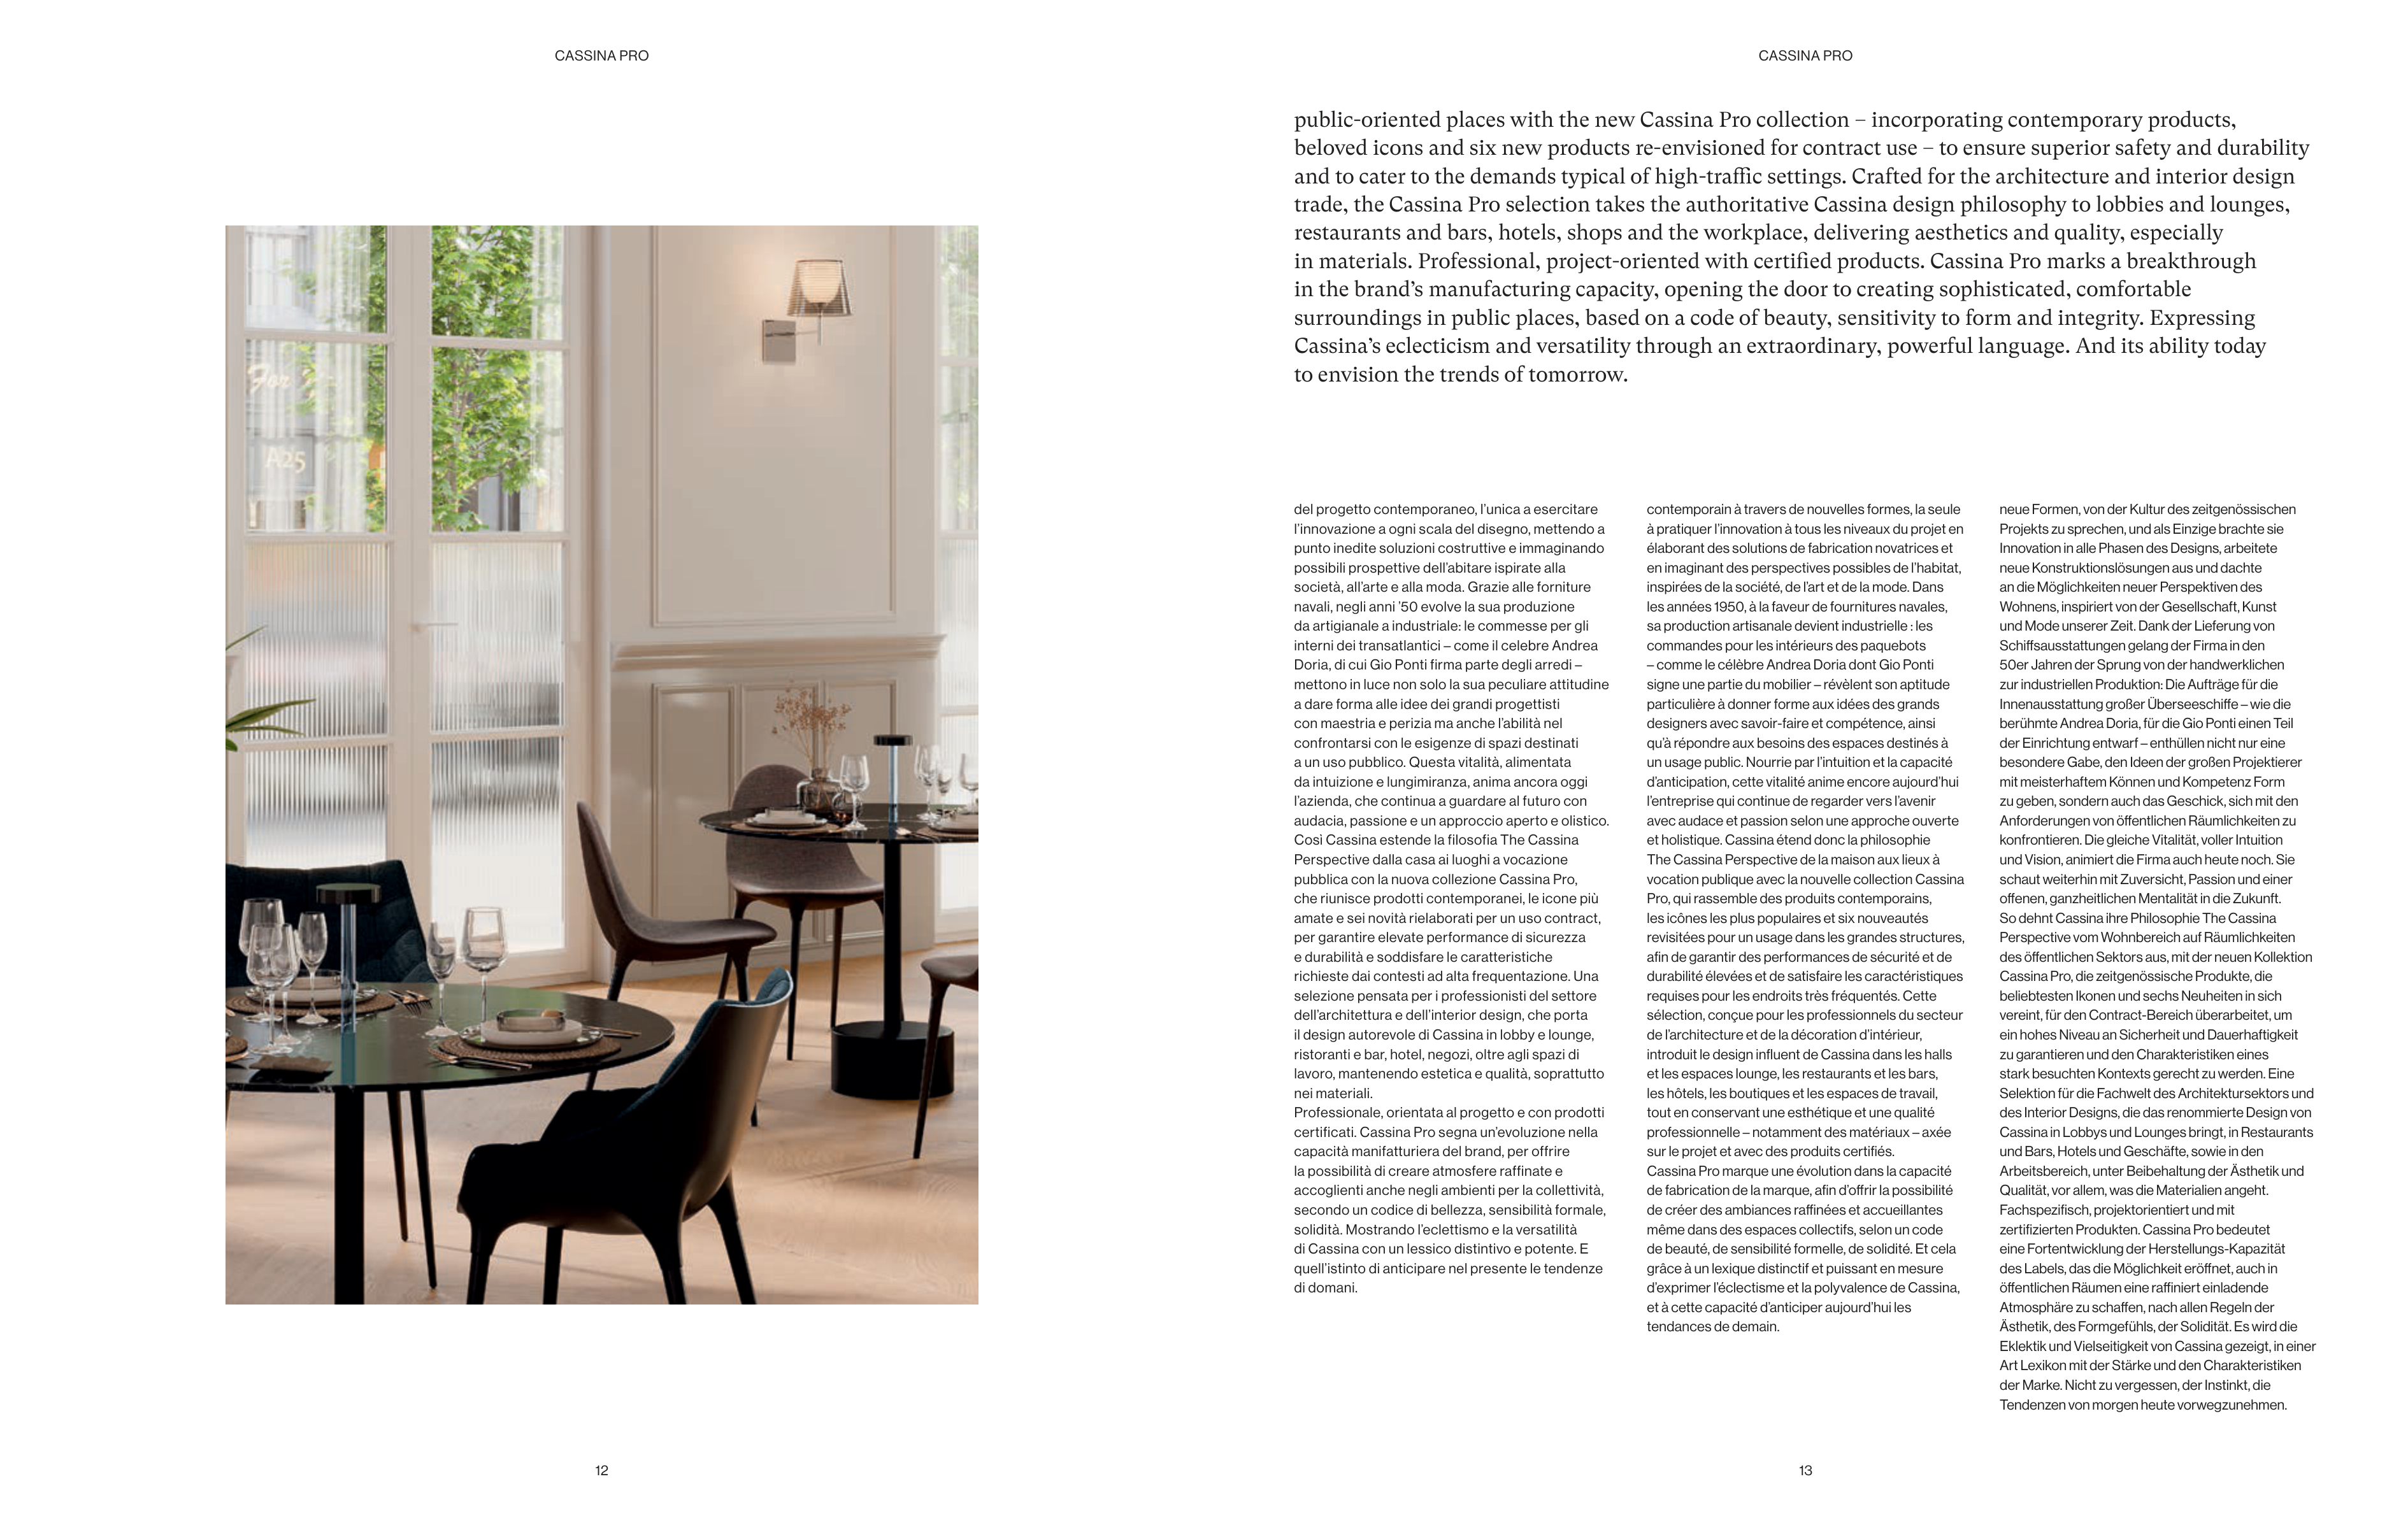 CASSINA PRO
For
A25
12
CASSINA PRO
public-oriented places with the new Cassina Pro collection – incorporating contemporary products,
beloved icons and six new products re-envisioned for contract use – to ensure superior safety and durability
and to cater to the demands typical of high-traffic settings. Crafted for the architecture and interior design
trade, the Cassina Pro selection takes the authoritative Cassina design philosophy to lobbies and lounges,
restaurants and bars, hotels, shops and the workplace, delivering aesthetics and quality, especially
in materials. Professional, project-oriented with certified products. Cassina Pro marks a breakthrough
in the brand’s manufacturing capacity, opening the door to creating sophisticated, comfortable
surroundings in public places, based on a code of beauty, sensitivity to form and integrity. Expressing
Cassina’s eclecticism and versatility through an extraordinary, powerful language. And its ability today
to envision the trends of tomorrow.
del progetto contemporaneo, l’unica a esercitare
l’innovazione a ogni scala del disegno, mettendo a
punto inedite soluzioni costruttive e immaginando
possibili prospettive dell’abitare ispirate alla
società, all’arte e alla moda. Grazie alle forniture
navali, negli anni ’50 evolve la sua produzione
da artigianale a industriale: le commesse per gli
interni dei transatlantici – come il celebre Andrea
Doria, di cui Gio Ponti firma parte degli arredi –
mettono in luce non solo la sua peculiare attitudine
a dare forma alle idee dei grandi progettisti
con maestria e perizia ma anche l’abilità nel
confrontarsi con le esigenze di spazi destinati
a un uso pubblico. Questa vitalità, alimentata
da intuizione e lungimiranza, anima ancora oggi
l’azienda, che continua a guardare al futuro con
audacia, passione e un approccio aperto e olistico.
Così Cassina estende la filosofia The Cassina
Perspective dalla casa ai luoghi a vocazione
pubblica con la nuova collezione Cassina Pro,
che riunisce prodotti contemporanei, le icone più
amate e sei novità rielaborati per un uso contract,
per garantire elevate performance di sicurezza
e durabilità e soddisfare le caratteristiche
richieste dai contesti ad alta frequentazione. Una
selezione pensata per i professionisti del settore
dell’architettura e dell’interior design, che porta
il design autorevole di Cassina in lobby e lounge,
ristoranti e bar, hotel, negozi, oltre agli spazi di
lavoro, mantenendo estetica e qualità, soprattutto
nei materiali.
Professionale, orientata al progetto e con prodotti
certificati. Cassina Pro segna un’evoluzione nella
capacità manifatturiera del brand, per offrire
la possibilità di creare atmosfere raffinate e
accoglienti anche negli ambienti per la collettività,
secondo un codice di bellezza, sensibilità formale,
solidità. Mostrando l’eclettismo e la versatilità
di Cassina con un lessico distintivo e potente. E
quell’istinto di anticipare nel presente le tendenze
di domani.
contemporain à travers de nouvelles formes, la seule
à pratiquer l’innovation à tous les niveaux du projet en
élaborant des solutions de fabrication novatrices et
en imaginant des perspectives possibles de l’habitat,
inspirées de la société, de l’art et de la mode. Dans
les années 1950, à la faveur de fournitures navales,
sa production artisanale devient industrielle : les
commandes pour les intérieurs des paquebots
– comme le célèbre Andrea Doria dont Gio Ponti
signe une partie du mobilier – révèlent son aptitude
particulière à donner forme aux idées des grands
designers avec savoir-faire et compétence, ainsi
qu’à répondre aux besoins des espaces destinés à
un usage public. Nourrie par l’intuition et la capacité
d’anticipation, cette vitalité anime encore aujourd’hui
l’entreprise qui continue de regarder vers l’avenir
avec audace et passion selon une approche ouverte
et holistique. Cassina étend donc la philosophie
The Cassina Perspective de la maison aux lieux à
vocation publique avec la nouvelle collection Cassina
Pro, qui rassemble des produits contemporains,
les icônes les plus populaires et six nouveautés
revisitées pour un usage dans les grandes structures,
afin de garantir des performances de sécurité et de
durabilité élevées et de satisfaire les caractéristiques
requises pour les endroits très fréquentés. Cette
sélection, conçue pour les professionnels du secteur
de l’architecture et de la décoration d’intérieur,
introduit le design influent de Cassina dans les halls
et les espaces lounge, les restaurants et les bars,
les hôtels, les boutiques et les espaces de travail,
tout en conservant une esthétique et une qualité
professionnelle – notamment des matériaux – axée
sur le projet et avec des produits certifiés.
Cassina Pro marque une évolution dans la capacité
de fabrication de la marque, afin d’offrir la possibilité
de créer des ambiances raffinées et accueillantes
même dans des espaces collectifs, selon un code
de beauté, de sensibilité formelle, de solidité. Et cela
grâce à un lexique distinctif et puissant en mesure
d’exprimer l’éclectisme et la polyvalence de Cassina,
et à cette capacité d’anticiper aujourd’hui les
tendances de demain.
neue Formen, von der Kultur des zeitgenössischen
Projekts zu sprechen, und als Einzige brachte sie
Innovation in alle Phasen des Designs, arbeitete
neue Konstruktionslösungen aus und dachte
an die Möglichkeiten neuer Perspektiven des
Wohnens, inspiriert von der Gesellschaft, Kunst
und Mode unserer Zeit. Dank der Lieferung von
Schiffsausstattungen gelang der Firma in den
50er Jahren der Sprung von der handwerklichen
zur industriellen Produktion: Die Aufträge für die
Innenausstattung großer Überseeschiffe – wie die
berühmte Andrea Doria, für die Gio Ponti einen Teil
der Einrichtung entwarf – enthüllen nicht nur eine
besondere Gabe, den Ideen der großen Projektierer
mit meisterhaftem Können und Kompetenz Form
zu geben, sondern auch das Geschick, sich mit den
Anforderungen von öffentlichen Räumlichkeiten zu
konfrontieren. Die gleiche Vitalität, voller Intuition
und Vision, animiert die Firma auch heute noch. Sie
schaut weiterhin mit Zuversicht, Passion und einer
offenen, ganzheitlichen Mentalität in die Zukunft.
So dehnt Cassina ihre Philosophie The Cassina
Perspective vom Wohnbereich auf Räumlichkeiten
des öffentlichen Sektors aus, mit der neuen Kollektion
Cassina Pro, die zeitgenössische Produkte, die
beliebtesten Ikonen und sechs Neuheiten in sich
vereint, für den Contract-Bereich überarbeitet, um
ein hohes Niveau an Sicherheit und Dauerhaftigkeit
zu garantieren und den Charakteristiken eines
stark besuchten Kontexts gerecht zu werden. Eine
Selektion für die Fachwelt des Architektursektors und
des Interior Designs, die das renommierte Design von
Cassina in Lobbys und Lounges bringt, in Restaurants
und Bars, Hotels und Geschäfte, sowie in den
Arbeitsbereich, unter Beibehaltung der Ästhetik und
Qualität, vor allem, was die Materialien angeht.
Fachspezifisch, projektorientiert und mit
zertifizierten Produkten. Cassina Pro bedeutet
eine Fortentwicklung der Herstellungs-Kapazität
des Labels, das die Möglichkeit eröffnet, auch in
öffentlichen Räumen eine raffiniert einladende
Atmosphäre zu schaffen, nach allen Regeln der
Ästhetik, des Formgefühls, der Solidität. Es wird die
Eklektik und Vielseitigkeit von Cassina gezeigt, in einer
Art Lexikon mit der Stärke und den Charakteristiken
der Marke. Nicht zu vergessen, der Instinkt, die
Tendenzen von morgen heute vorwegzunehmen.
13